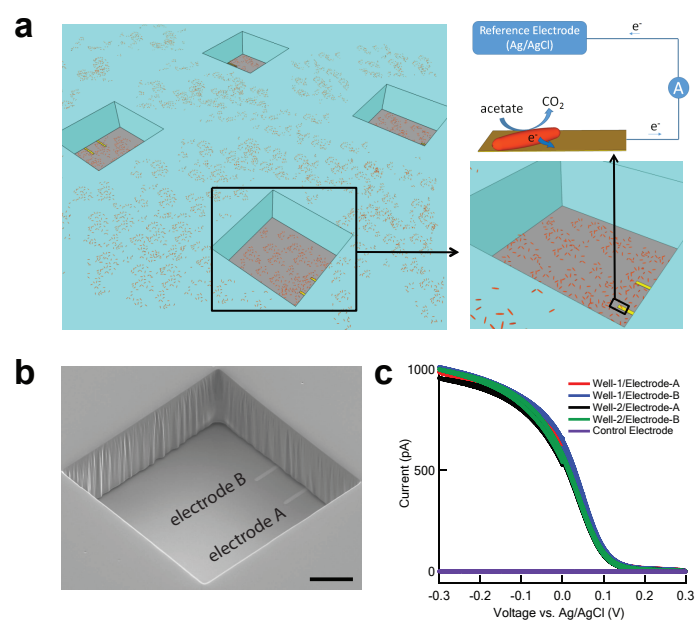 a
Reference Electrode
(Ag/AgCl)
e-
A
acetate
CO2
e-
e-
b
electrode B
electrode A
c
1000
500
0
Current (pA)
Well-1/Electrode-A
Well-1/Electrode-B
Well-2/Electrode-A
Well-2/Electrode-B
Control Electrode
-0.3
-0.2
-0.1
0.0
0.1
0.2
0.3
Voltage vs. Ag/AgCl (V)